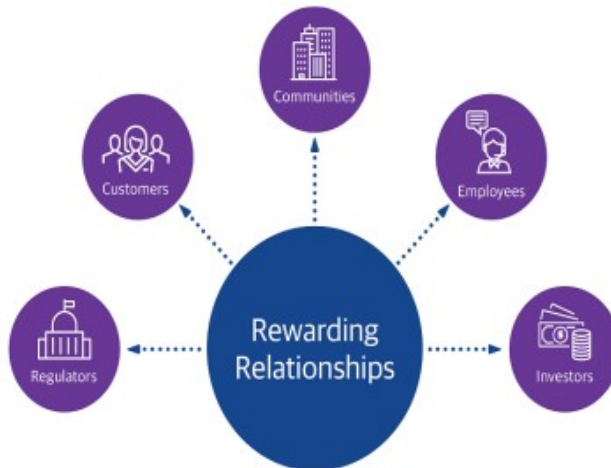 Communities
Customers
Employees
Rewarding
Relationships
Regulators
Investors